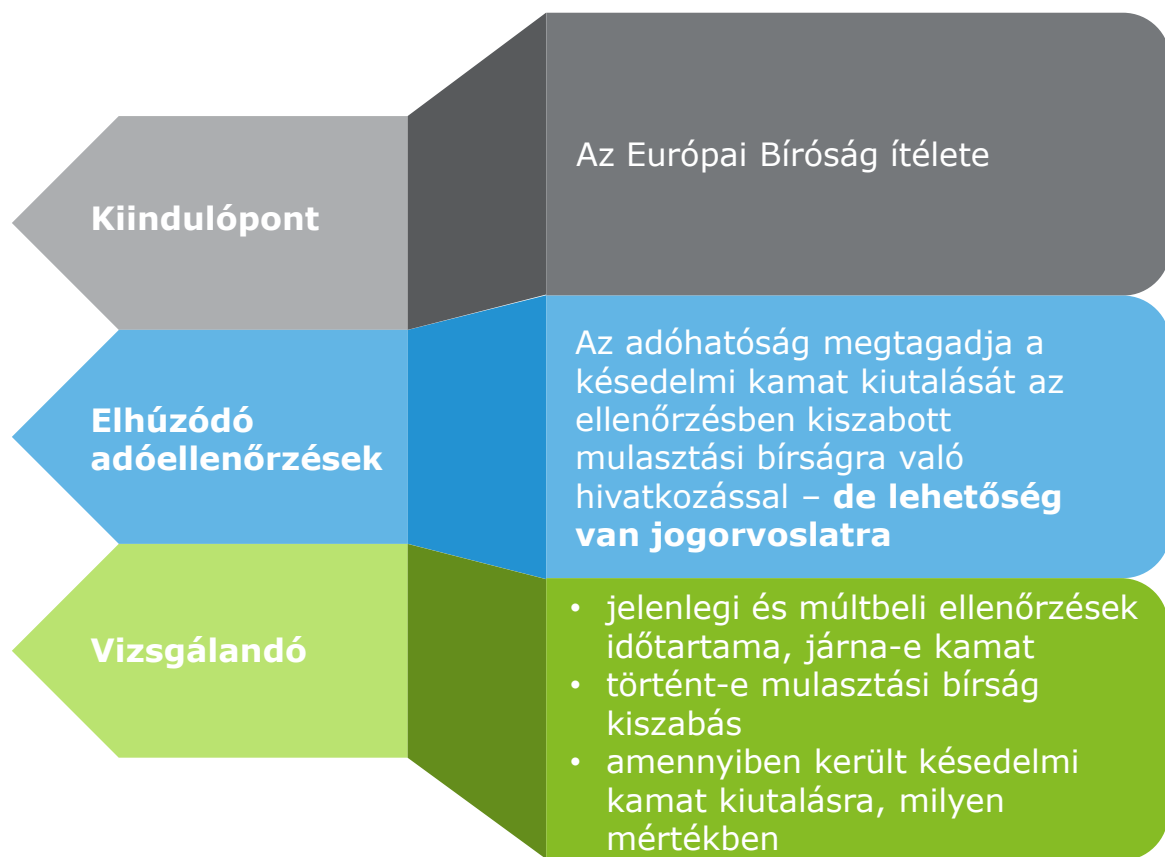 Kiindulópont
Az Európai Bíróság ítélete
Elhúzódó
adóellenőrzések
Az adóhatóság megtagadja a
késedelmi kamat kiutalását az
ellenőrzésben kiszabott
mulasztási bírságra való
hivatkozással – de lehetőség
van jogorvoslatra
Vizsgálandó
• jelenlegi és múltbeli ellenőrzések
időtartama, járna-e kamat
• történt-e mulasztási bírság
kiszabás
• amennyiben került késedelmi
kamat kiutalásra, milyen
mértékben